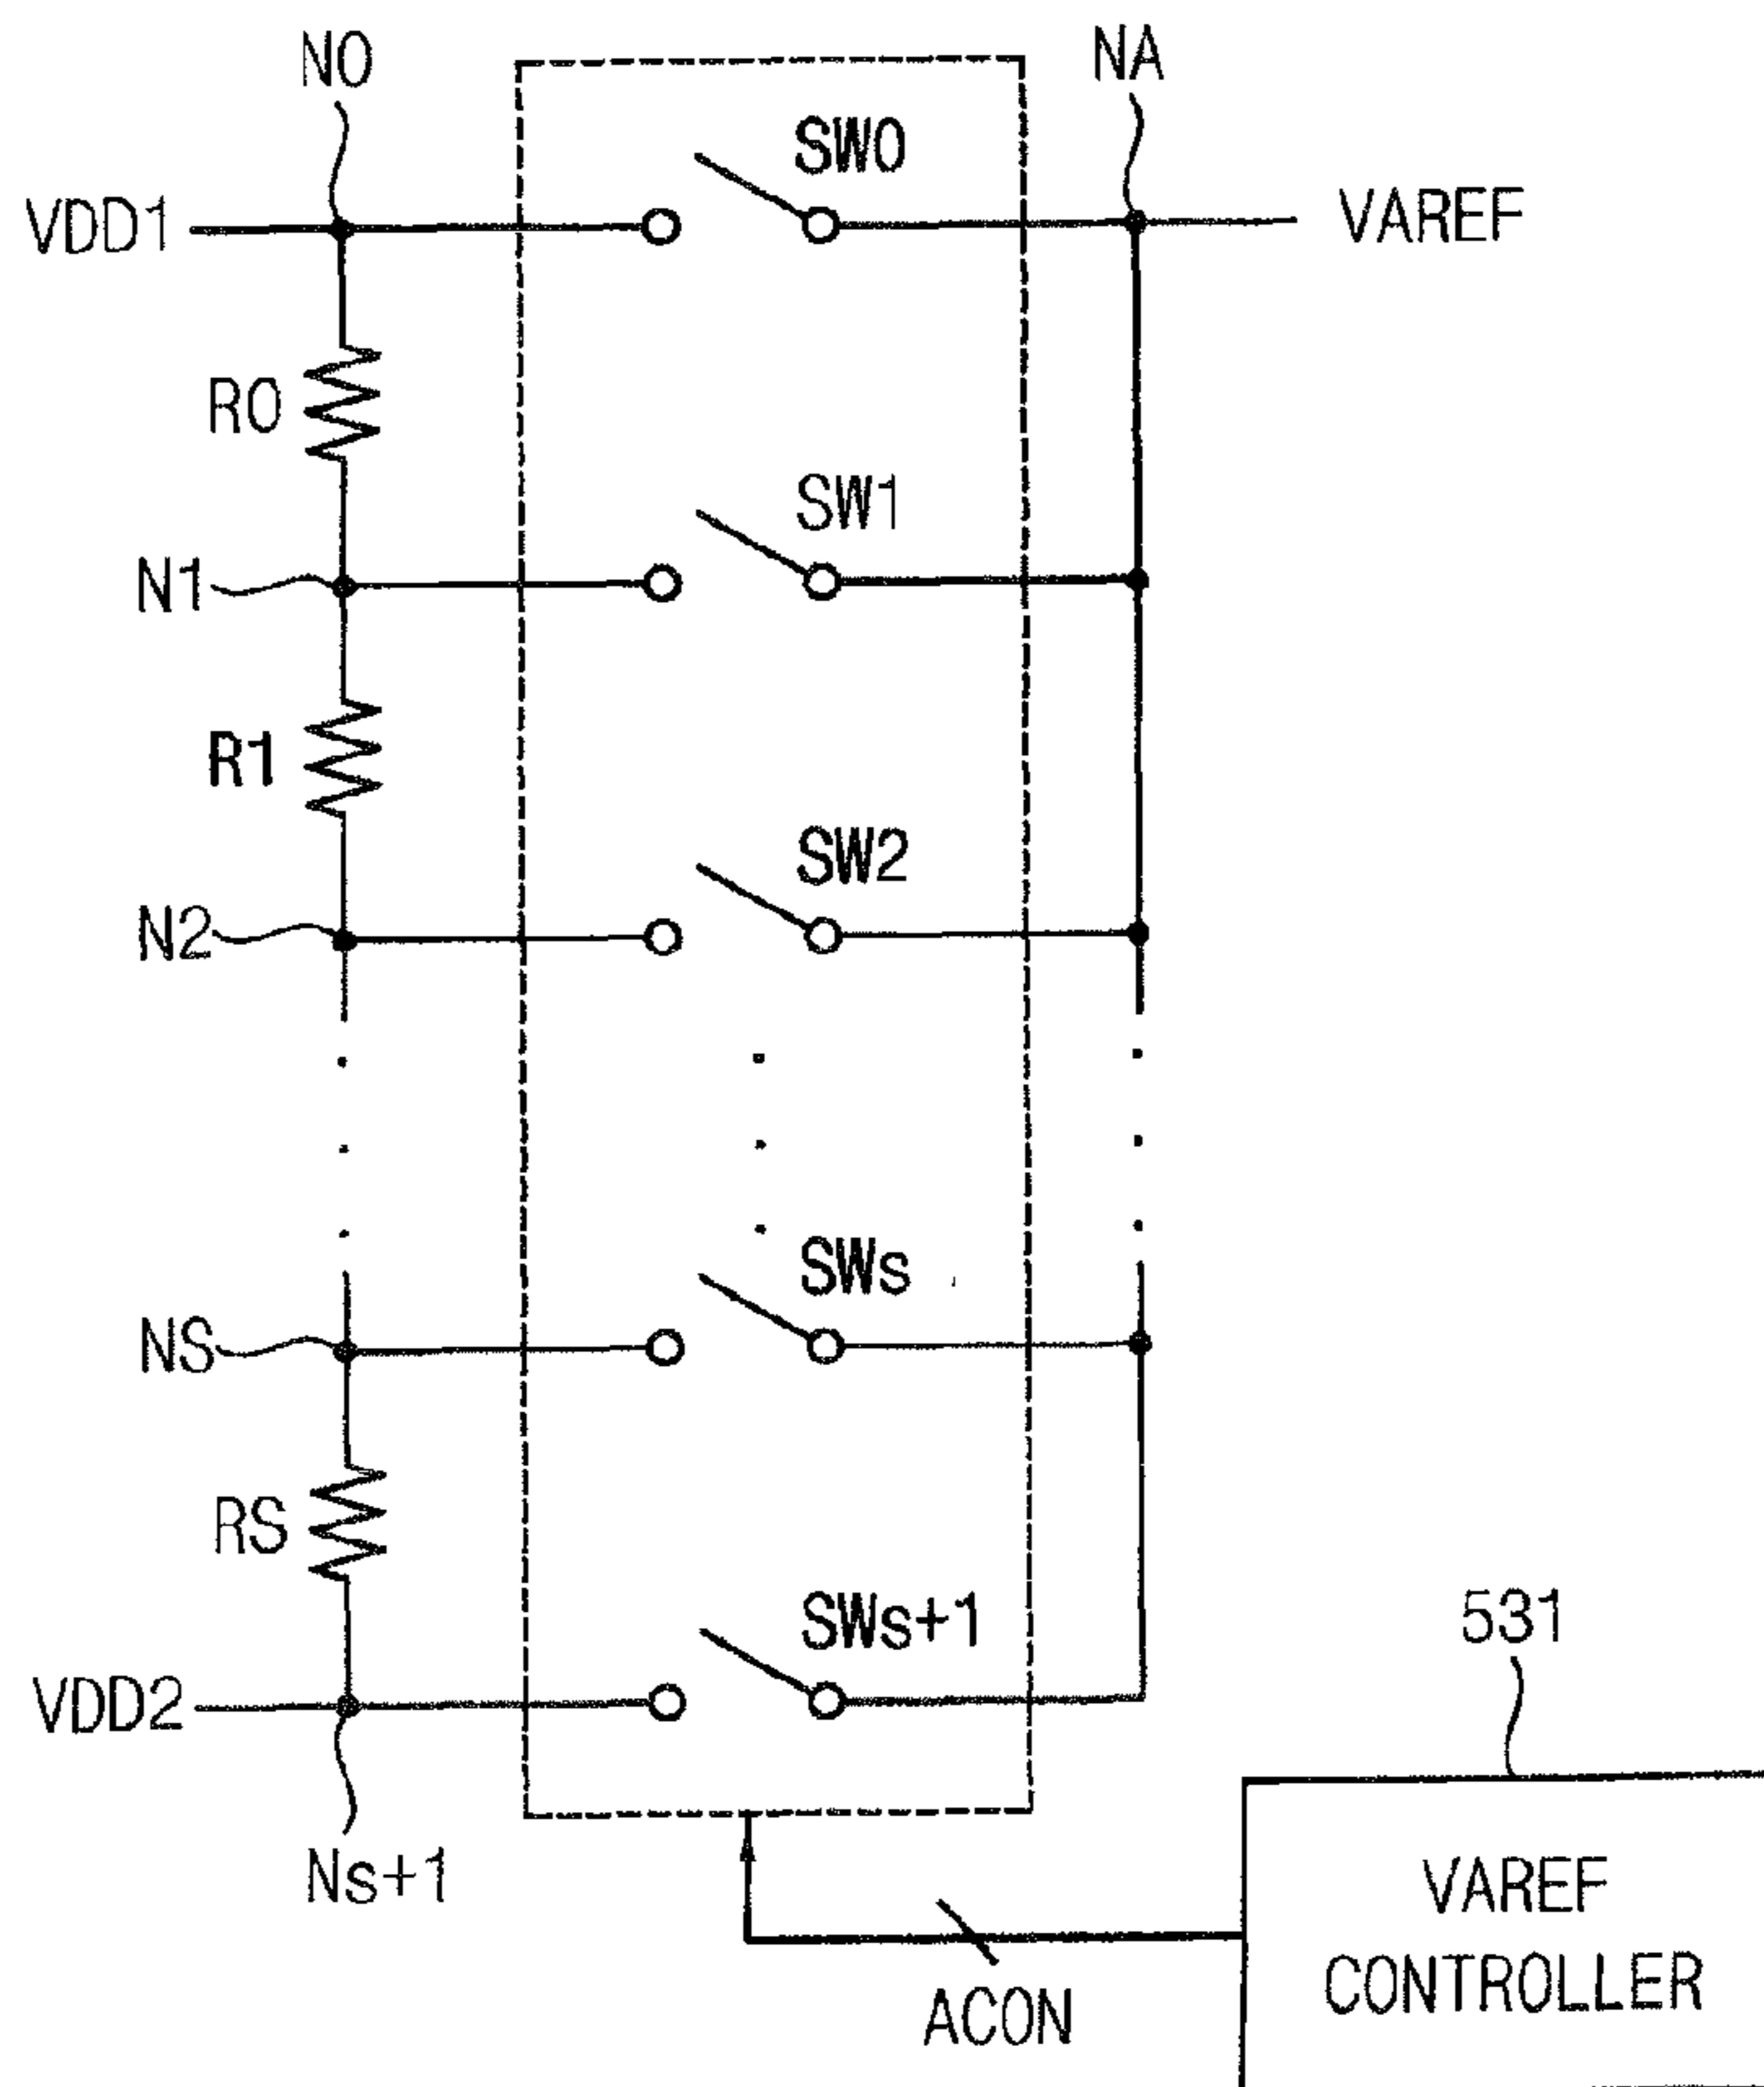 N0
NA
SW0
VDD1
VAREF
R0
SW1
N1
R1
SW2
N2
SWs
NS
RS
SWs+1
531
VDD2
Ns+1
VAREF
CONTROLLER
ACON